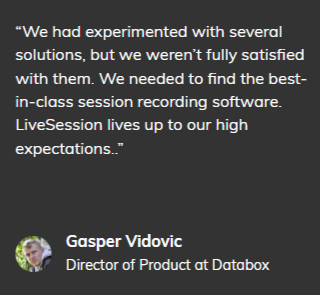 “We had experimented with several
solutions, but we weren’t fully satisfied
with them. We needed to find the best-
in-class session recording software.
LiveSession lives up to our high
expectations..”
Gasper Vidovic
Director of Product at Databox